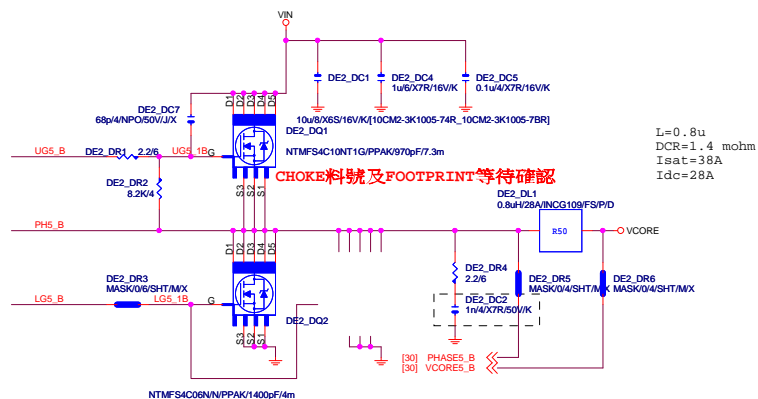 VIN
DE2_DC1
DE2_DC4
1u/6/X7R/16V/K
DE2_DC5
0.1u/4/X7R/16V/K
10u/8/X6S/16V/K/[10CM2-3K1005-74R_10CM2-3K1005-7BR]
DE2_DC7
68p/4/NPO/50V/J/X
D1
D2
D3
D4
D5
DE2_DQ1
NTMFS4C10NT1G/PPAK/970pF/7.3m
UG5_B
DE2_DR1
2.2/6
UG5_1B
G
S3
S2
S1
DE2_DR2
8.2K/4
CHOKE料號及FOOTPRINT等待確認
L=0.8u
DCR=1.4 mohm
Isat=38A
Idc=28A
DE2_DL1
0.8uH/28A/INCG109/FS/P/D
R50
VCORE
PH5_B
D1
D2
D3
D4
D5
DE2_DR3
MASK/0/6/SHT/M/X
LG5_B
LG5_1B
G
S3
S2
S1
DE2_DQ2
NTMFS4C06N/N/PPAK/1400pF/4m
DE2_DR4
2.2/6
DE2_DC2
1n/4/X7R/50V/K
DE2_DR5
MASK/0/4/SHT/M/X
DE2_DR6
MASK/0/4/SHT/M/X
[30] PHASE5_B
[30] VCORE5_B